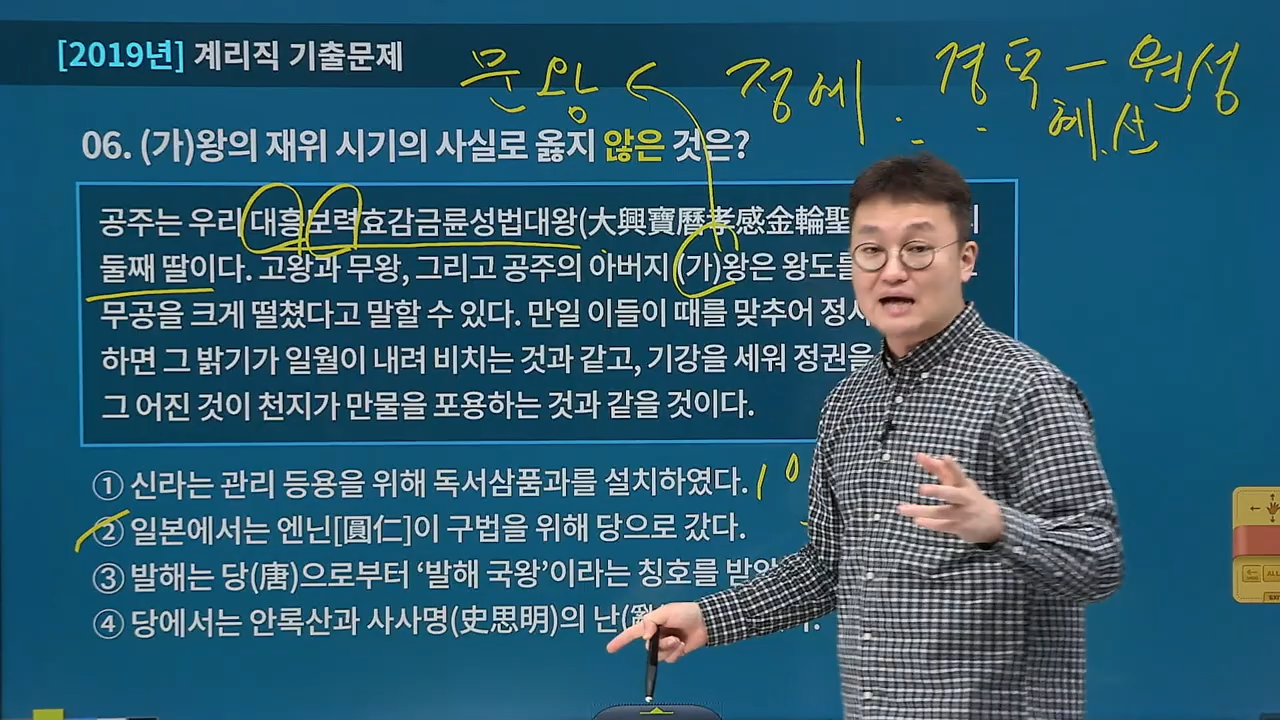 [2019년] 계리직 기출문제
문왕 정예 경덕 - 원성
혜.선
06. (가)왕의 재위 시기의 사실로 옳지 않은 것은?
공주는 우리 대흥보력효감금륜성법대왕(大興寶曆孝感金輪聖 의
둘째 딸이다. 고왕과 무왕, 그리고 공주의 아버지 (가)왕은 왕도를
무공을 크게 떨쳤다고 말할 수 있다. 만일 이들이 때를 맞추어 정사
하면 그 밝기가 일월이 내려 비치는 것과 같고, 기강을 세워 정권을
그 어진 것이 천지가 만물을 포용하는 것과 같을 것이다.
① 신라는 관리 등용을 위해 독서삼품과를 설치하였다. 10
② 일본에서는 엔닌[圓仁]이 구법을 위해 당으로 갔다.
③ 발해는 당(唐)으로부터 '발해 국왕'이라는 칭호를 받았
④ 당에서는 안록산과 사사명(史思明)의 난(亂
ALL